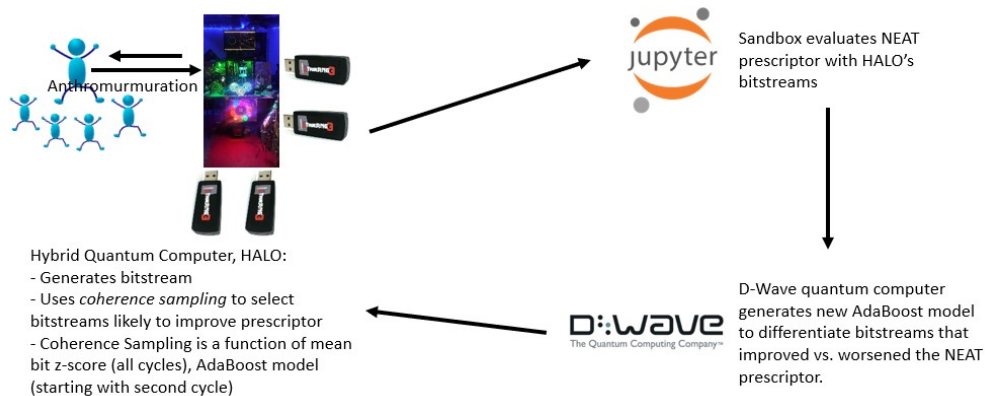 Anthromurmuration
jupyter
Sandbox evaluates NEAT
prescriptor with HALO's
bitstreams
Hybrid Quantum Computer, HALO:
- Generates bitstream
- Uses coherence sampling to select
bitstreams likely to improve prescriptor
- Coherence Sampling is a function of mean
bit z-score (all cycles), AdaBoost model
(starting with second cycle)
D:Wave
The Quantum Computing Company™
D-Wave quantum computer
generates new AdaBoost model
to differentiate bitstreams that
improved vs. worsened the NEAT
prescriptor.